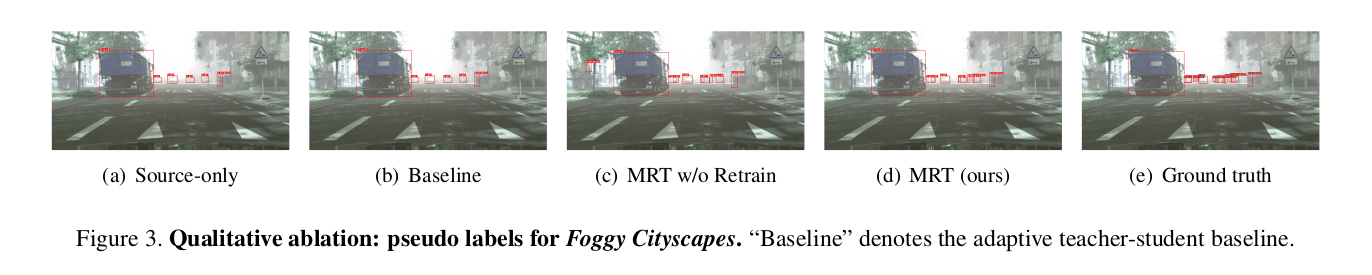 (a) Source-only
(b) Baseline
(c) MRT w/o Retrain
(d) MRT (ours)
(e) Ground truth
Figure 3. Qualitative ablation: pseudo labels for Foggy Cityscapes. “Baseline” denotes the adaptive teacher-student baseline.